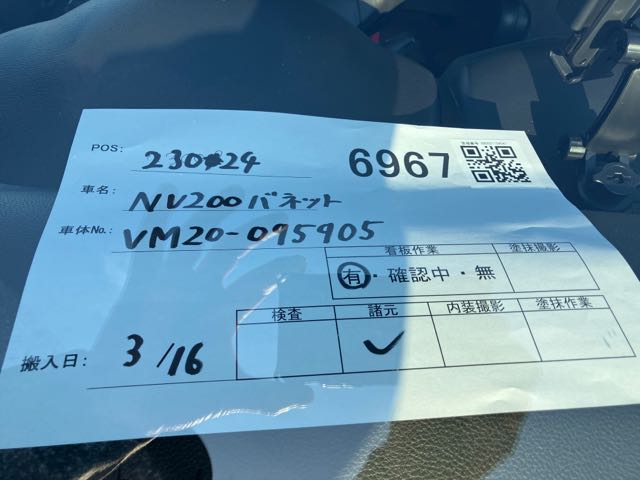 POS: 230424 6967
車名: NV200バネット
車体No.: VM20-095905
看板作業 塗抹撮影
有・確認中・無
検査 諸元 内装撮影 塗抹作業
✓
搬入日: 3/16